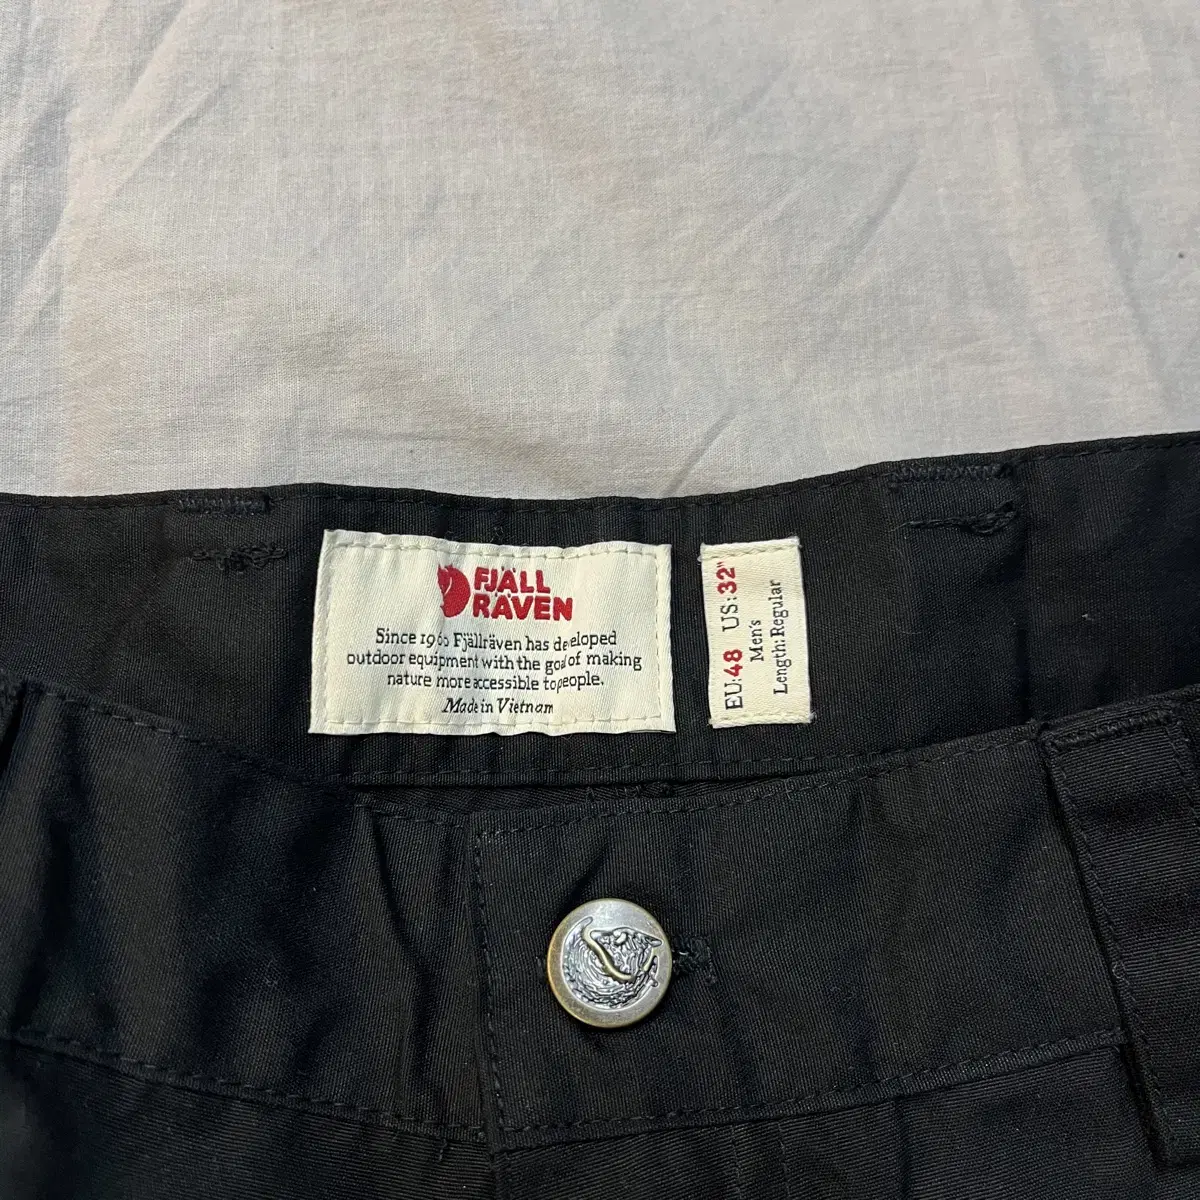 FJÄLL
RÄVEN
Since 1960 Fjällräven has developed
outdoor equipment with the goal of making
nature more accessible to people.
Made in Vietnam
EU:48 US:32"
Men's
Length:Regular